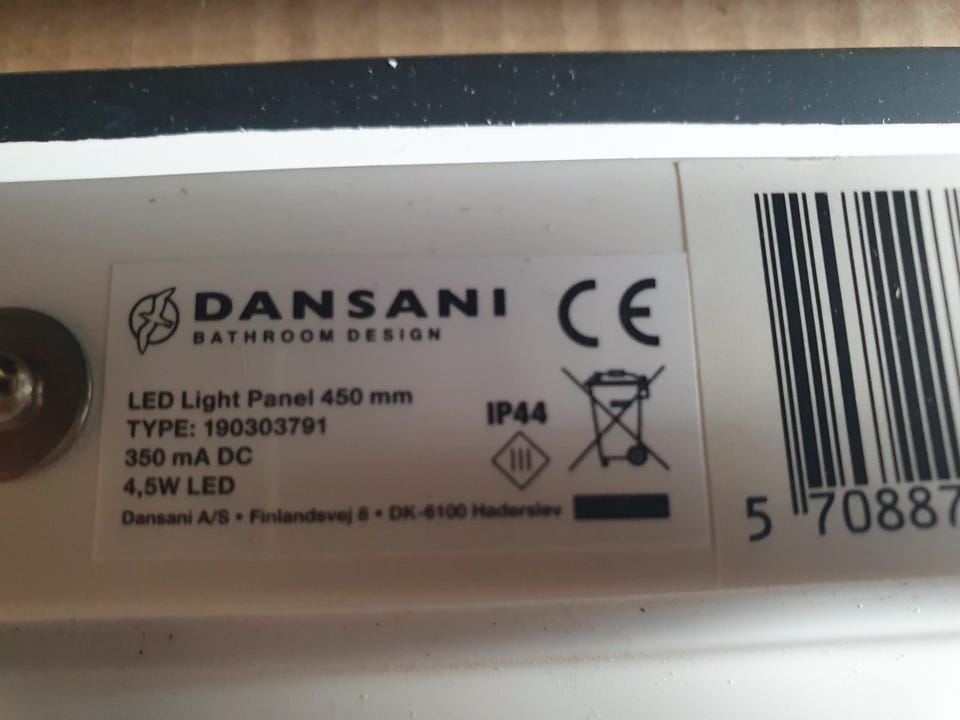 DANSANI
BATHROOM DESIGN
CE
LED Light Panel 450 mm
TYPE: 190303791
350 mA DC
4,5W LED
IP44
Dansani A/S • Finlandsvej 8 • DK-6100 Haderslev
5 70887